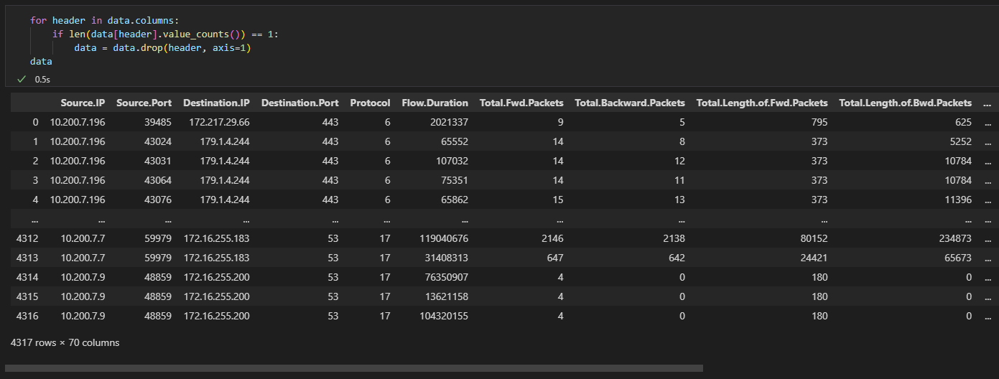 for header in data.columns:
if len(data[header].value_counts()) == 1:
data = data.drop(header, axis=1)
data
0.5s
Source.IP Source.Port Destination.IP Destination.Port Protocol Flow.Duration Total.Fwd.Packets Total.Backward.Packets Total.Length.of.Fwd.Packets Total.Length.of.Bwd.Packets ...
0 10.200.7.196 39485 172.217.29.66 443 6 2021337 9 5 795 625 ...
1 10.200.7.196 43024 179.1.4.244 443 6 65552 14 8 373 5252 ...
2 10.200.7.196 43031 179.1.4.244 443 6 107032 14 12 373 10784 ...
3 10.200.7.196 43064 179.1.4.244 443 6 75351 14 11 373 10784 ...
4 10.200.7.196 43076 179.1.4.244 443 6 65862 15 13 373 11396 ...
... ... ... ... ... ... ... ... ... ... ... ...
4312 10.200.7.7 59979 172.16.255.183 53 17 119040676 2146 2138 80152 234873 ...
4313 10.200.7.7 59979 172.16.255.183 53 17 31408313 647 642 24421 65673 ...
4314 10.200.7.9 48859 172.16.255.200 53 17 76350907 4 0 180 0 ...
4315 10.200.7.9 48859 172.16.255.200 53 17 13621158 4 0 180 0 ...
4316 10.200.7.9 48859 172.16.255.200 53 17 104320155 4 0 180 0 ...
4317 rows × 70 columns